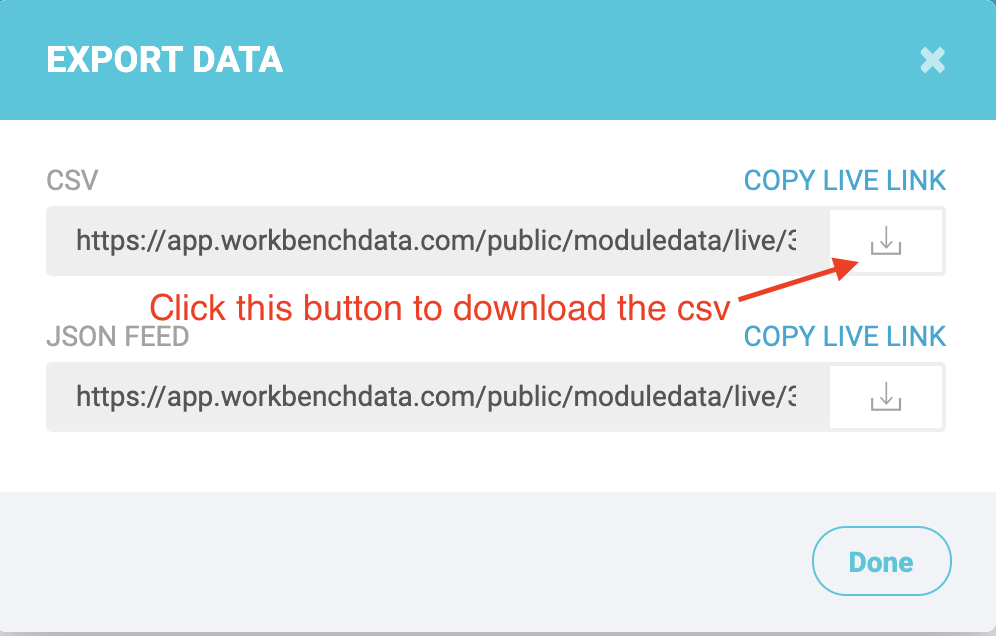 EXPORT DATA
CSV
COPY LIVE LINK
https://app.workbenchdata.com/public/moduledata/live/3
Click this button to download the csv
JSON FEED
COPY LIVE LINK
https://app.workbenchdata.com/public/moduledata/live/3
Done